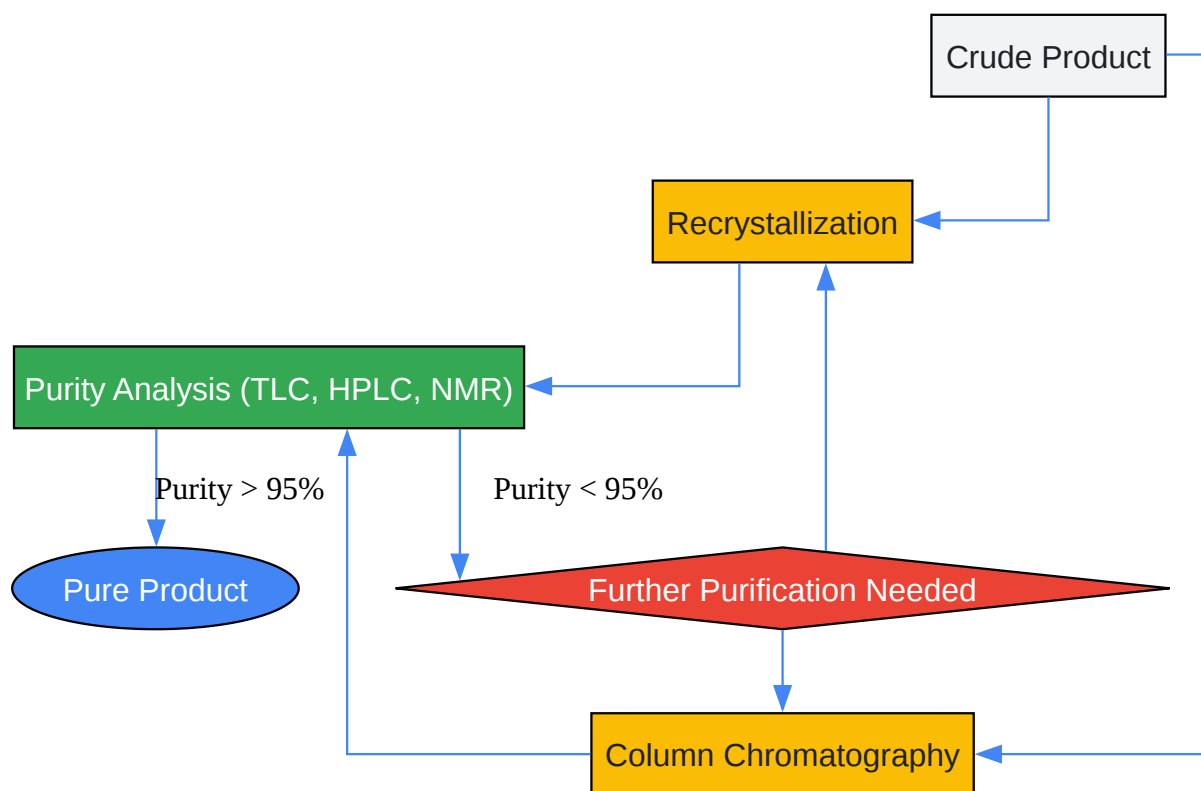 Crude Product
Recrystallization
Purity Analysis (TLC, HPLC, NMR)
Purity > 95%
Purity < 95%
Pure Product
Further Purification Needed
Column Chromatography